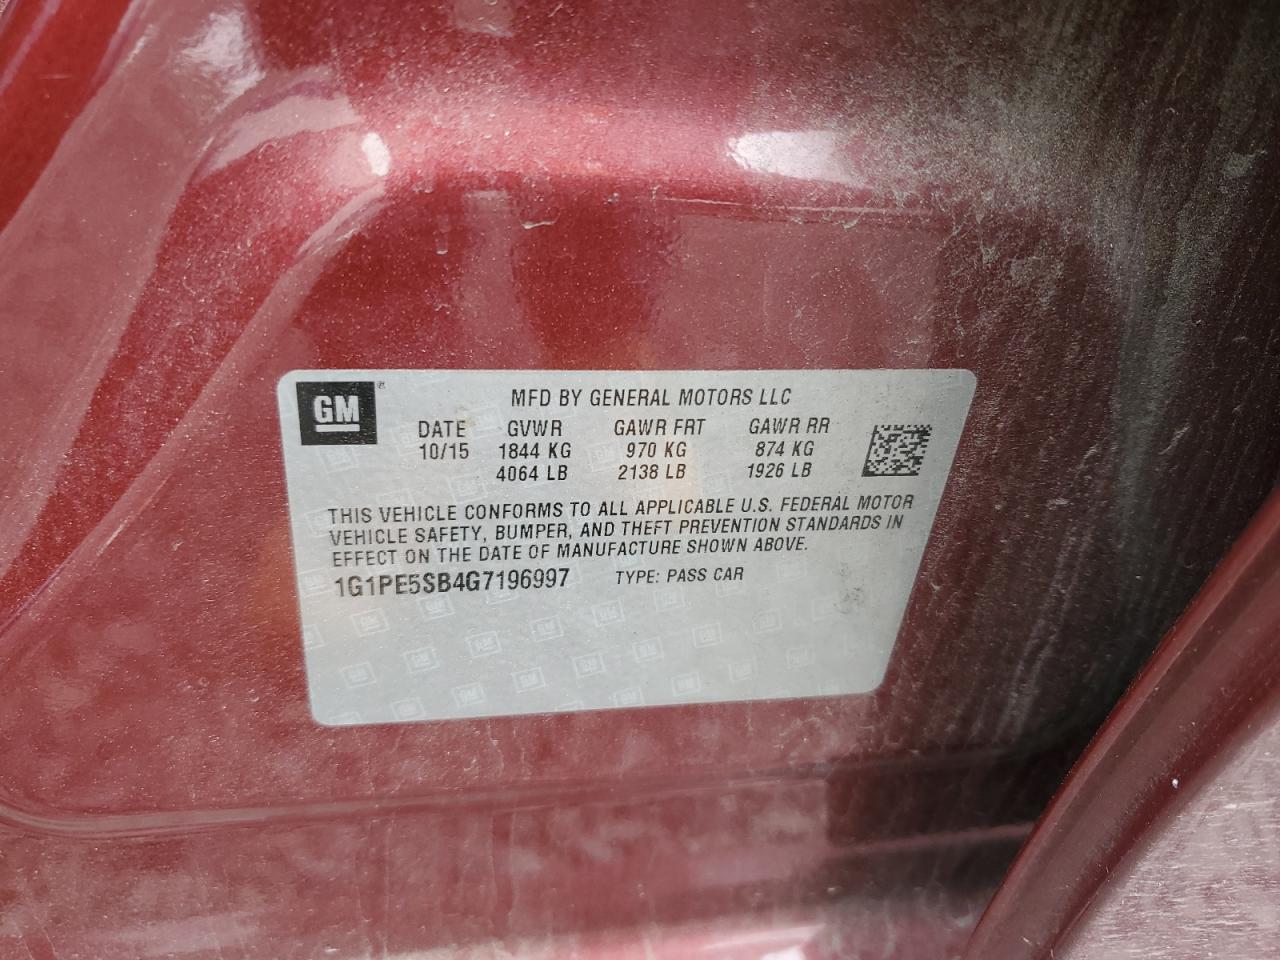 GM ®
MFD BY GENERAL MOTORS LLC
DATE GVWR GAWR FRT GAWR RR
10/15 1844 KG 970 KG 874 KG
4064 LB 2138 LB 1926 LB
THIS VEHICLE CONFORMS TO ALL APPLICABLE U.S. FEDERAL MOTOR
VEHICLE SAFETY, BUMPER, AND THEFT PREVENTION STANDARDS IN
EFFECT ON THE DATE OF MANUFACTURE SHOWN ABOVE.
1G1PE5SB4G7196997 TYPE: PASS CAR